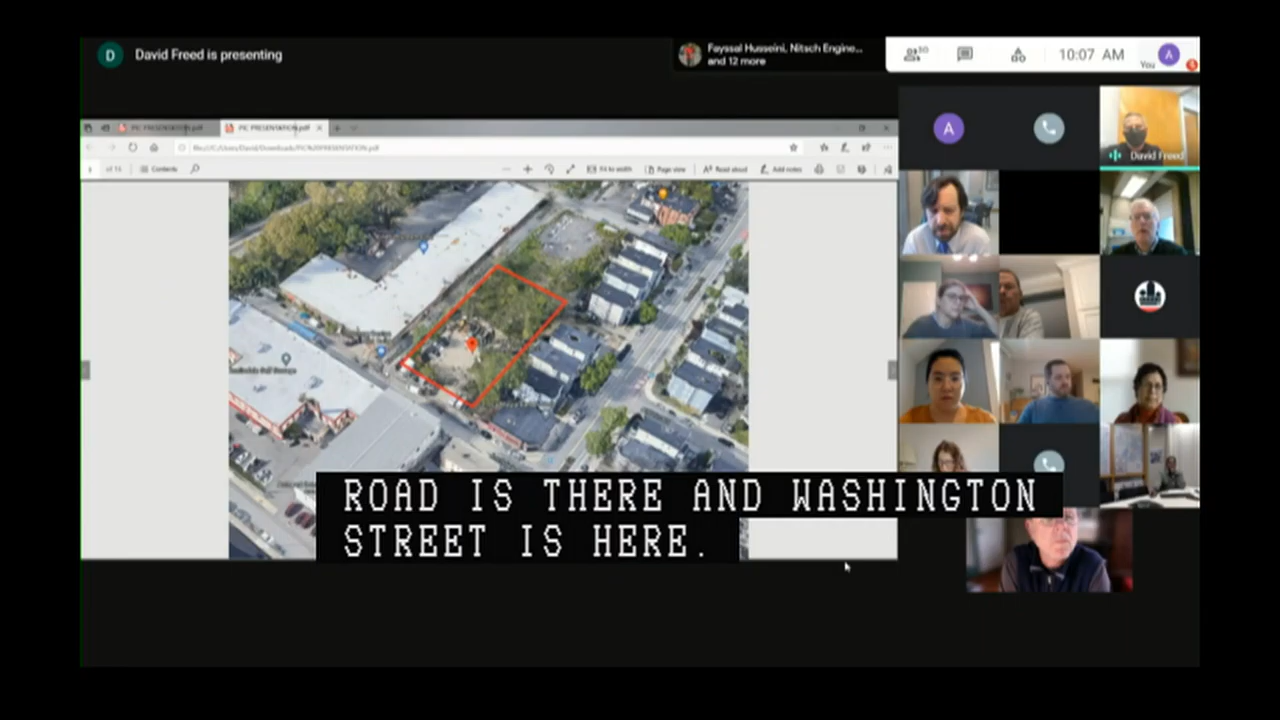 D
David Freed is presenting
Fayssal Husseini, Nitsch Engine...
and 12 more
10:07 AM
You
A
PIC PRESENTATION.pdf
PIC PRESENTATION.pdf
of 15
Contents
Fit to width
Page view
Read aloud
Add notes
A
David Freed
ROAD IS THERE AND WASHINGTON
STREET IS HERE.